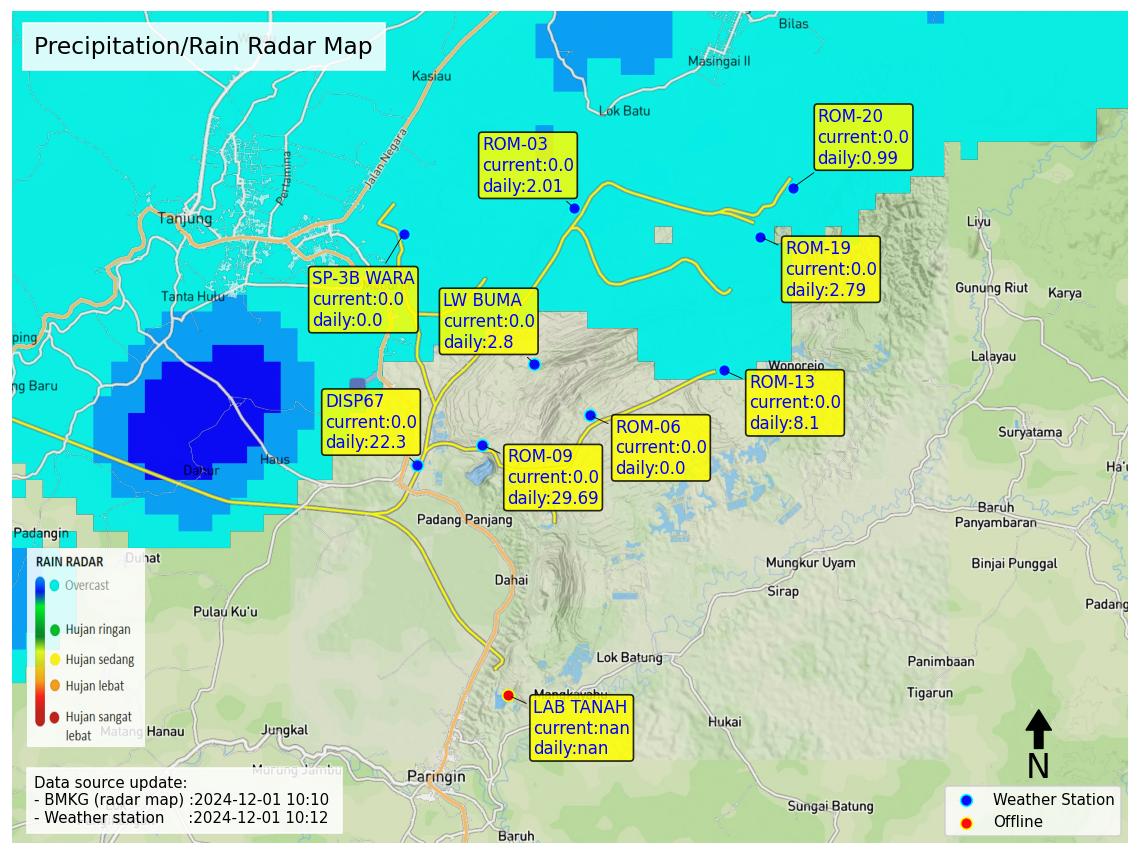 Precipitation/Rain Radar Map
Bilas
Masingai II
Kasiau
Lok Batu
ROM-20
current:0.0
daily:0.99
ROM-03
current:0.0
daily:2.01
Jalan Negara
Pertamina
Tanjung
Liyu
ROM-19
current:0.0
daily:2.79
SP-3B WARA
current:0.0
daily:0.0
Tanta Hulu
LW BUMA
current:0.0
daily:2.8
Gunung Riut
Karya
ping
Lalayau
Wonorejo
ng Baru
ROM-13
current:0.0
daily:8.1
DISP67
current:0.0
daily:22.3
ROM-06
current:0.0
daily:0.0
Suryatama
ROM-09
current:0.0
daily:29.69
Haus
Dahur
Ha'u
Padang Panjang
Baruh
Panyambaran
Padangin
Duhat
Binjai Punggal
Mungkur Uyam
Dahai
Sirap
Padang
Pulau Ku'u
RAIN RADAR
Overcast
Hujan ringan
Hujan sedang
Hujan lebat
Hujan sangat
lebat
Lok Batung
Panimbaan
Tigarun
Mangkayahu
LAB TANAH
current:nan
daily:nan
Hukai
Matang Hanau
Jungkal
Murung Jambu
Paringin
N
Data source update:
- BMKG (radar map) :2024-12-01 10:10
- Weather station :2024-12-01 10:12
Sungai Batung
Weather Station
Offline
Baruh